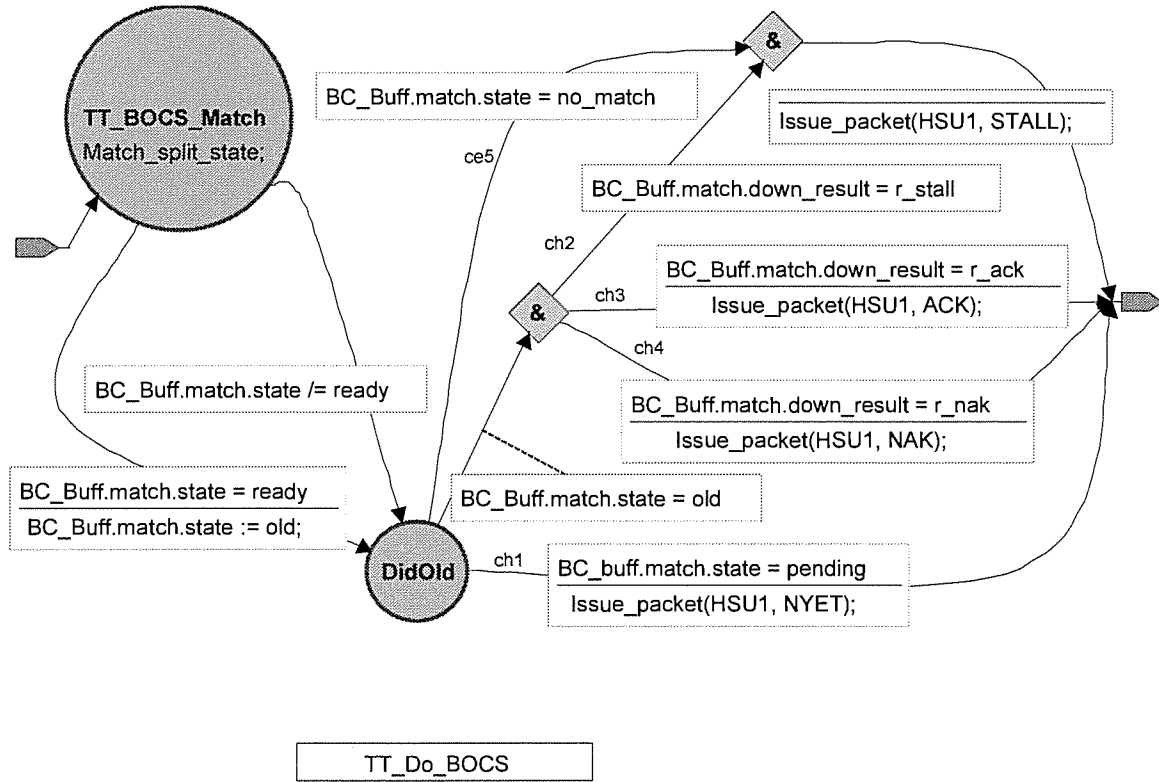 &
BC_Buff.match.state = no_match
TT_BOCS_Match
Match_split_state;
Issue_packet(HSU1, STALL);
ce5
BC_Buff.match.down_result = r_stall
ch2
BC_Buff.match.down_result = r_ack
Issue_packet(HSU1, ACK);
ch3
&
ch4
BC_Buff.match.state /= ready
BC_Buff.match.down_result = r_nak
Issue_packet(HSU1, NAK);
BC_Buff.match.state = ready
BC_Buff.match.state := old;
BC_Buff.match.state = old
DidOld
ch1
BC_buff.match.state = pending
Issue_packet(HSU1, NYET);
TT_Do_BOCS